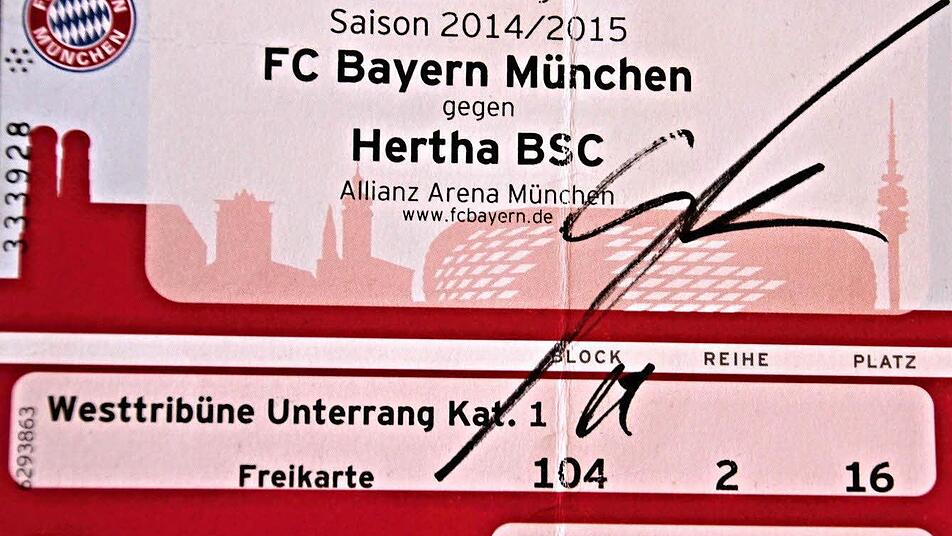 Saison 2014/2015
FC Bayern München
gegen
Hertha BSC
Allianz Arena München
www.fcbayern.de
MÜNCHEN
3333928
BLOCK REIHE PLATZ
Westtribüne Unterrang Kat. 1
Freikarte 104 2 16
6293863